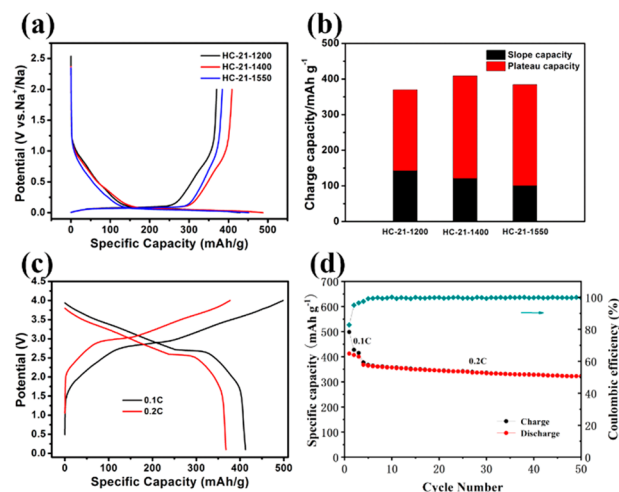 (a)
2.5
2.0
1.5
1.0
0.5
0.0
Potential (V vs.Na+/Na)
HC-21-1200
HC-21-1400
HC-21-1550
0 100 200 300 400 500
Specific Capacity (mAh/g)
(b)
500
400
300
200
100
0
Charge capacity/mAh g-1
Slope capacity
Plateau capacity
HC-21-1200 HC-21-1400 HC-21-1550
(c)
5.0
4.5
4.0
3.5
3.0
2.5
2.0
1.5
1.0
0.5
0.0
Potential (V)
0.1C
0.2C
0 100 200 300 400 500
Specific Capacity (mAh/g)
(d)
700
600
500
400
300
200
100
0
Specific capacity (mAh g-1)
0.1C
0.2C
Charge
Discharge
100
80
60
40
20
0
Coulombic efficiency (%)
0 10 20 30 40 50
Cycle Number